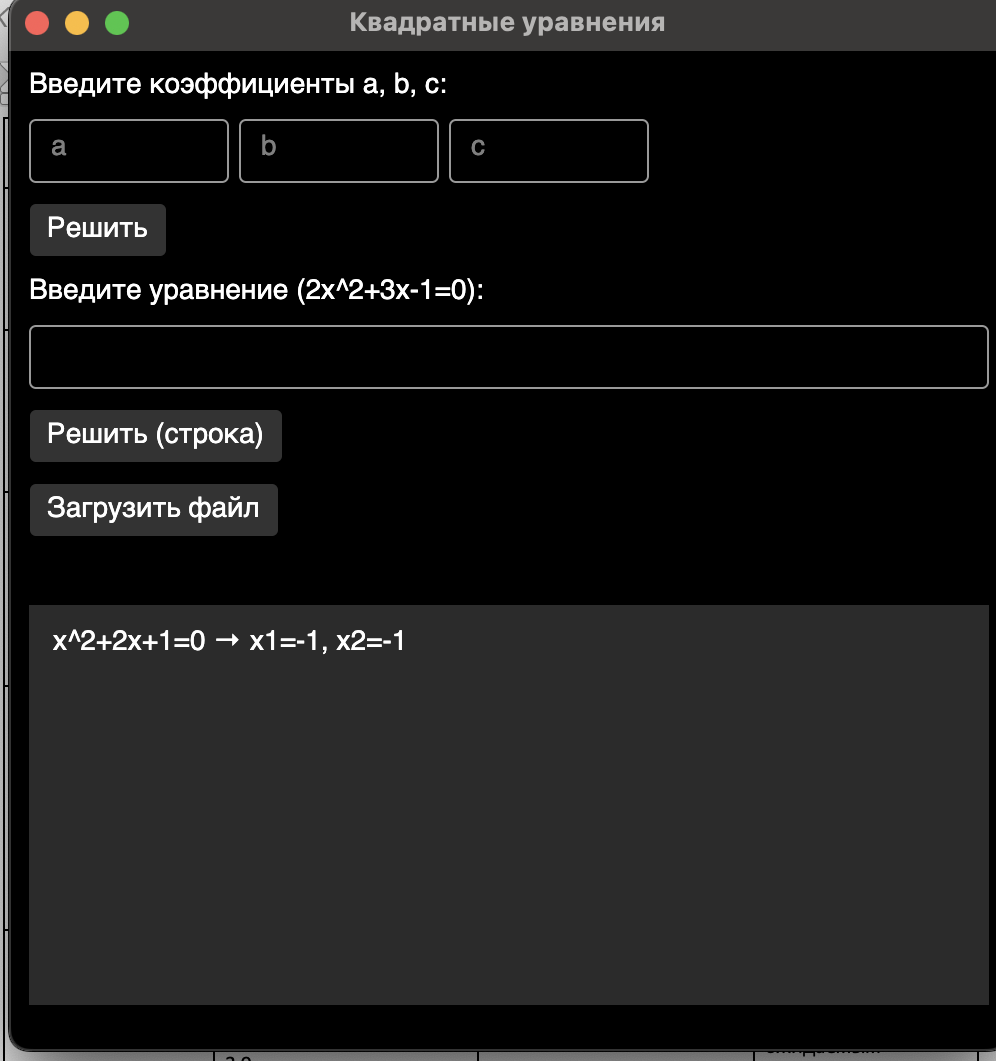 Квадратные уравнения
Введите коэффициенты a, b, c:
a b c
Решить
Введите уравнение (2x^2+3x-1=0):
Решить (строка)
Загрузить файл
x^2+2x+1=0 → x1=-1, x2=-1